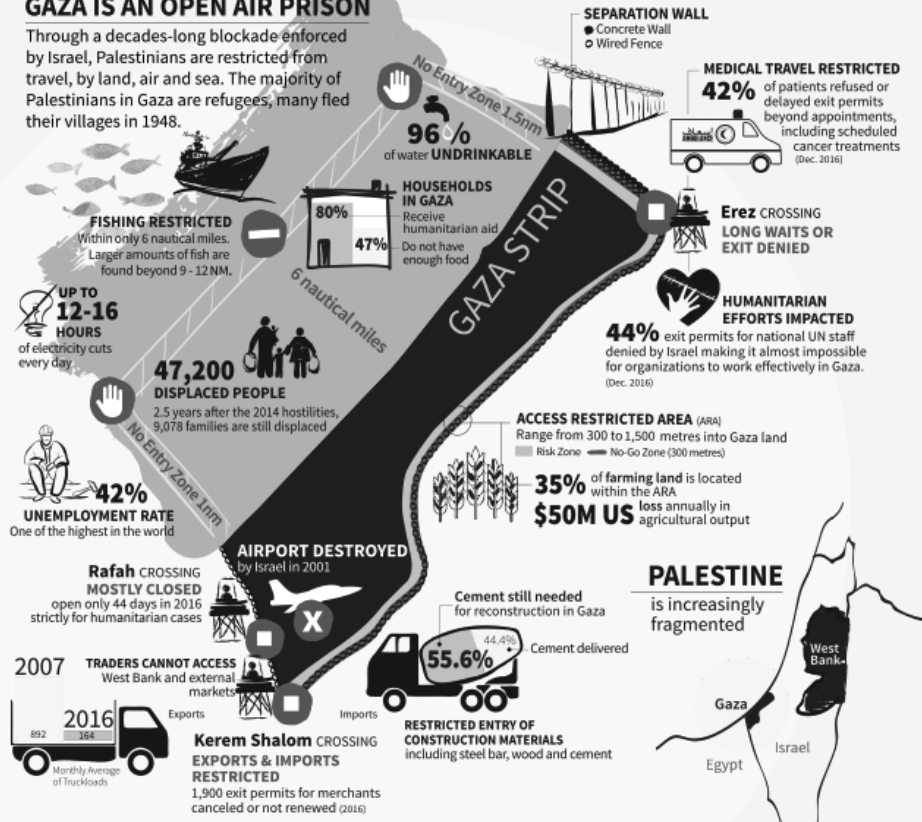 GAZA IS AN OPEN AIR PRISON
Through a decades-long blockade enforced
by Israel, Palestinians are restricted from
travel, by land, air and sea. The majority of
Palestinians in Gaza are refugees, many fled
their villages in 1948.
No Entry Zone 1.5nm
96%
of water UNDRINKABLE
SEPARATION WALL
Concrete Wall
Wired Fence
MEDICAL TRAVEL RESTRICTED
42%
of patients refused or
delayed exit permits
beyond appointments,
including scheduled
cancer treatments
(Dec. 2016)
AMBULANCE
HOUSEHOLDS
IN GAZA
80%
Receive
humanitarian aid
47%
Do not have
enough food
FISHING RESTRICTED
Within only 6 nautical miles.
Larger amounts of fish are
found beyond 9 - 12 NM.
6 nautical miles
GAZA STRIP
Erez CROSSING
LONG WAITS OR
EXIT DENIED
UP TO
12-16
HOURS
of electricity cuts
every day
HUMANITARIAN
EFFORTS IMPACTED
44% exit permits for national UN staff
denied by Israel making it almost impossible
for organizations to work effectively in Gaza.
(Dec. 2016)
47,200
DISPLACED PEOPLE
2.5 years after the 2014 hostilities,
9,078 families are still displaced
No Entry Zone 1nm
ACCESS RESTRICTED AREA (ARA)
Range from 300 to 1,500 metres into Gaza land
Risk Zone No-Go Zone (300 metres)
35% of farming land is located
within the ARA
$50M US loss annually in
agricultural output
42%
UNEMPLOYMENT RATE
One of the highest in the world
AIRPORT DESTROYED
by Israel in 2001
X
Rafah CROSSING
MOSTLY CLOSED
open only 44 days in 2016
strictly for humanitarian cases
Cement still needed
for reconstruction in Gaza
55.6%
44.4%
Cement delivered
PALESTINE
is increasingly
fragmented
West
Bank
Gaza
Israel
Egypt
TRADERS CANNOT ACCESS
West Bank and external
markets
2007
892
2016
164
Exports
Monthly Average
of Truckloads
Imports
RESTRICTED ENTRY OF
CONSTRUCTION MATERIALS
including steel bar, wood and cement
Kerem Shalom CROSSING
EXPORTS & IMPORTS
RESTRICTED
1,900 exit permits for merchants
canceled or not renewed (2016)